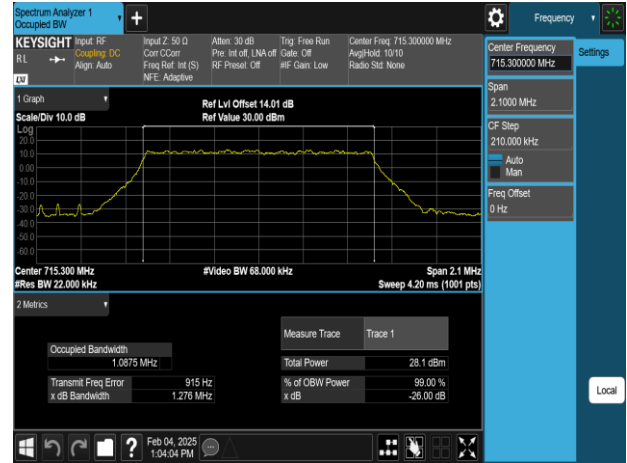 Spectrum Analyzer 1
Occupied BW
Frequency
KEYSIGHT
Input: RF
Coupling: DC
Align: Auto
Input Z: 50 Ω
Corr CCorr
Freq Ref: Int (S)
NFE: Adaptive
Atten: 30 dB
Pre: Int off, LNA off
RF Preset: Off
Trig: Free Run
Gate: Off
#IF Gain: Low
Center Freq: 715.300000 MHz
Avg|Hold: 10/10
Radio Std: None
RL
LXI
Center Frequency
715.300000 MHz
Settings
Span
2.1000 MHz
CF Step
210.000 kHz
Auto
Man
Freq Offset
0 Hz
Local
1 Graph
Scale/Div 10.0 dB
Ref Lvl Offset 14.01 dB
Ref Value 30.00 dBm
Log
20.0
10.0
0.00
-10.0
-20.0
-30.0
-40.0
-50.0
-60.0
Center 715.300 MHz
#Video BW 68.000 kHz
Span 2.1 MHz
#Res BW 22.000 kHz
Sweep 4.20 ms (1001 pts)
2 Metrics
Measure Trace Trace 1
Occupied Bandwidth
1.0875 MHz
Total Power 28.1 dBm
Transmit Freq Error 915 Hz
% of OBW Power 99.00 %
x dB Bandwidth 1.276 MHz
x dB -26.00 dB
Feb 04, 2025
1:04:04 PM